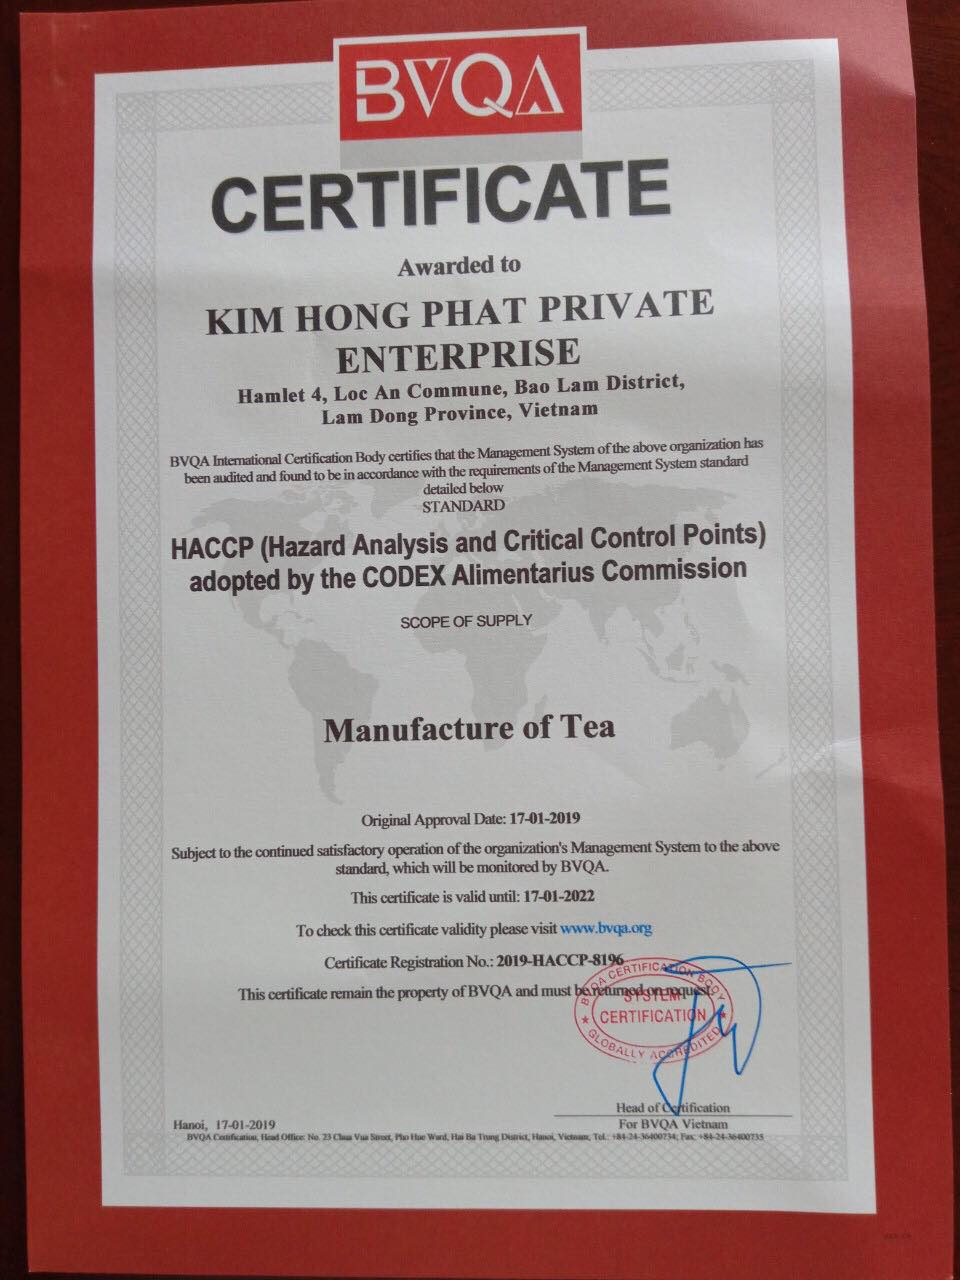 BVQA
CERTIFICATE
Awarded to
KIM HONG PHAT PRIVATE
ENTERPRISE
Hamlet 4, Loc An Commune, Bao Lam District,
Lam Dong Province, Vietnam
BVQA International Certification Body certifies that the Management System of the above organization has
been audited and found to be in accordance with the requirements of the Management System standard
detailed below
STANDARD
HACCP (Hazard Analysis and Critical Control Points)
adopted by the CODEX Alimentarius Commission
SCOPE OF SUPPLY
Manufacture of Tea
Original Approval Date: 17-01-2019
Subject to the continued satisfactory operation of the organization's Management System to the above
standard, which will be monitored by BVQA.
This certificate is valid until: 17-01-2022
To check this certificate validity please visit www.bvqa.org
Certificate Registration No.: 2019-HACCP-8196
This certificate remain the property of BVQA and must be returned on request.
BVQA CERTIFICATION BODY
SYSTEM
CERTIFICATION
GLOBALLY ACCREDITED
Head of Certification
Hanoi, 17-01-2019
For BVQA Vietnam
BVQA Certification, Head Office: No. 23 Chua Vua Street, Pho Hue Ward, Hai Ba Trung District, Hanoi, Vietnam; Tel.: +84-24-36400734; Fax: +84-24-36400735